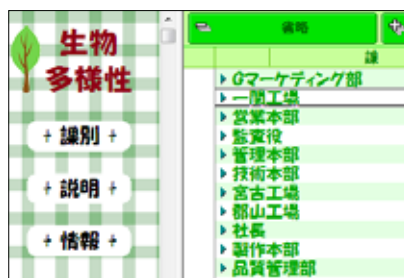 生物
多様性
課別
説明
情報
省略
課
Gマーケティング部
一関工場
営業本部
監査役
管理本部
技術本部
宮古工場
郡山工場
社長
製作本部
品質管理部